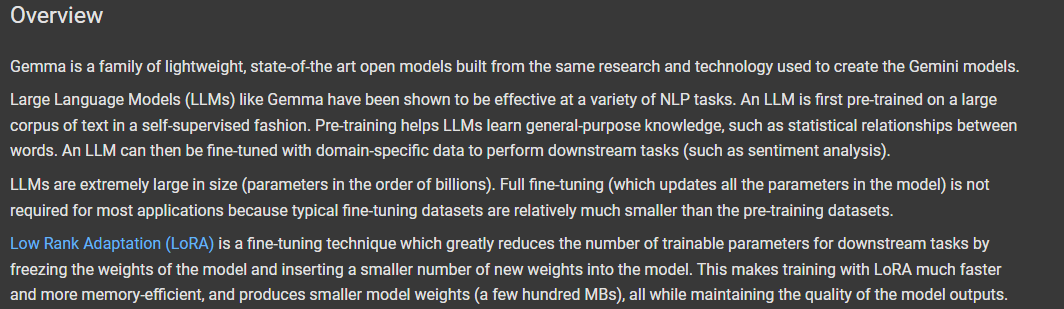 Overview
Gemma is a family of lightweight, state-of-the art open models built from the same research and technology used to create the Gemini models.
Large Language Models (LLMs) like Gemma have been shown to be effective at a variety of NLP tasks. An LLM is first pre-trained on a large
corpus of text in a self-supervised fashion. Pre-training helps LLMs learn general-purpose knowledge, such as statistical relationships between
words. An LLM can then be fine-tuned with domain-specific data to perform downstream tasks (such as sentiment analysis).
LLMs are extremely large in size (parameters in the order of billions). Full fine-tuning (which updates all the parameters in the model) is not
required for most applications because typical fine-tuning datasets are relatively much smaller than the pre-training datasets.
Low Rank Adaptation (LoRA) is a fine-tuning technique which greatly reduces the number of trainable parameters for downstream tasks by
freezing the weights of the model and inserting a smaller number of new weights into the model. This makes training with LoRA much faster
and more memory-efficient, and produces smaller model weights (a few hundred MBs), all while maintaining the quality of the model outputs.